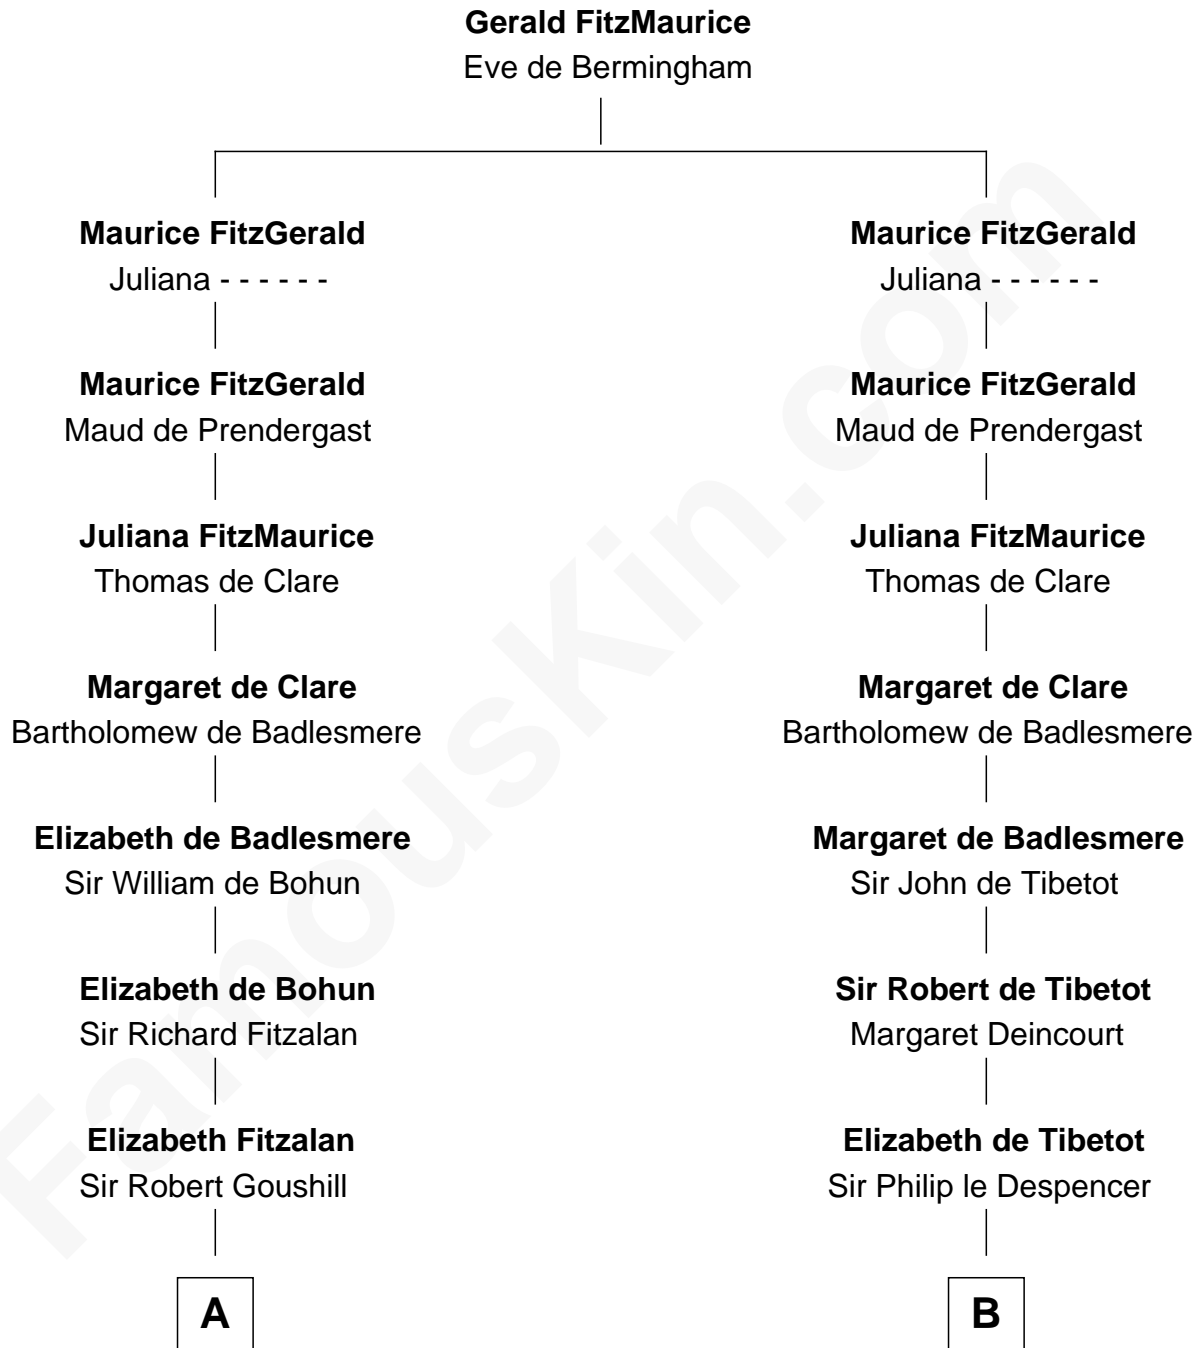 Gerald FitzMaurice
Eve de Bermingham
Maurice FitzGerald
Juliana - - - - - -
Maurice FitzGerald
Maud de Prendergast
Juliana FitzMaurice
Thomas de Clare
Margaret de Clare
Bartholomew de Badlesmere
Elizabeth de Badlesmere
Sir William de Bohun
Elizabeth de Bohun
Sir Richard Fitzalan
Elizabeth Fitzalan
Sir Robert Goushill
A
Maurice FitzGerald
Juliana - - - - - -
Maurice FitzGerald
Maud de Prendergast
Juliana FitzMaurice
Thomas de Clare
Margaret de Clare
Bartholomew de Badlesmere
Margaret de Badlesmere
Sir John de Tibetot
Sir Robert de Tibetot
Margaret Deincourt
Elizabeth de Tibetot
Sir Philip le Despencer
B
FamousKin.com